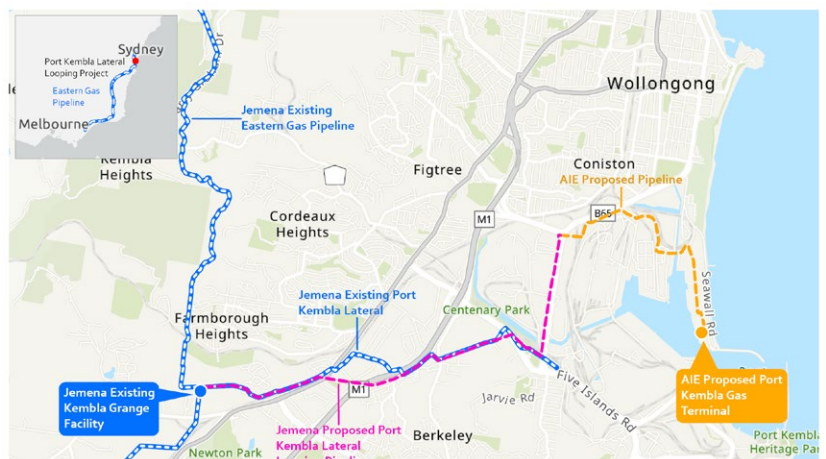 Sydney
Port Kembla Lateral
Looping Project
Eastern Gas
Pipeline
Melbourne
Kembla
Heights
Dr
Jemena Existing
Eastern Gas Pipeline
Wollongong
Figtree
Coniston
AIE Proposed Pipeline
B65
M1
Cordeaux
Heights
Jemena Existing Port
Kembla Lateral
Centenary Park
Seawall Rd
Farmborough
Heights
Jemena Existing
Kembla Grange
Facility
M1
Five Islands Rd
Jarvie Rd
AIE Proposed Port
Kembla Gas
Terminal
Jemena Proposed Port
Kembla Lateral
Berkeley
Newton Park
Port Kembla
Heritage Park